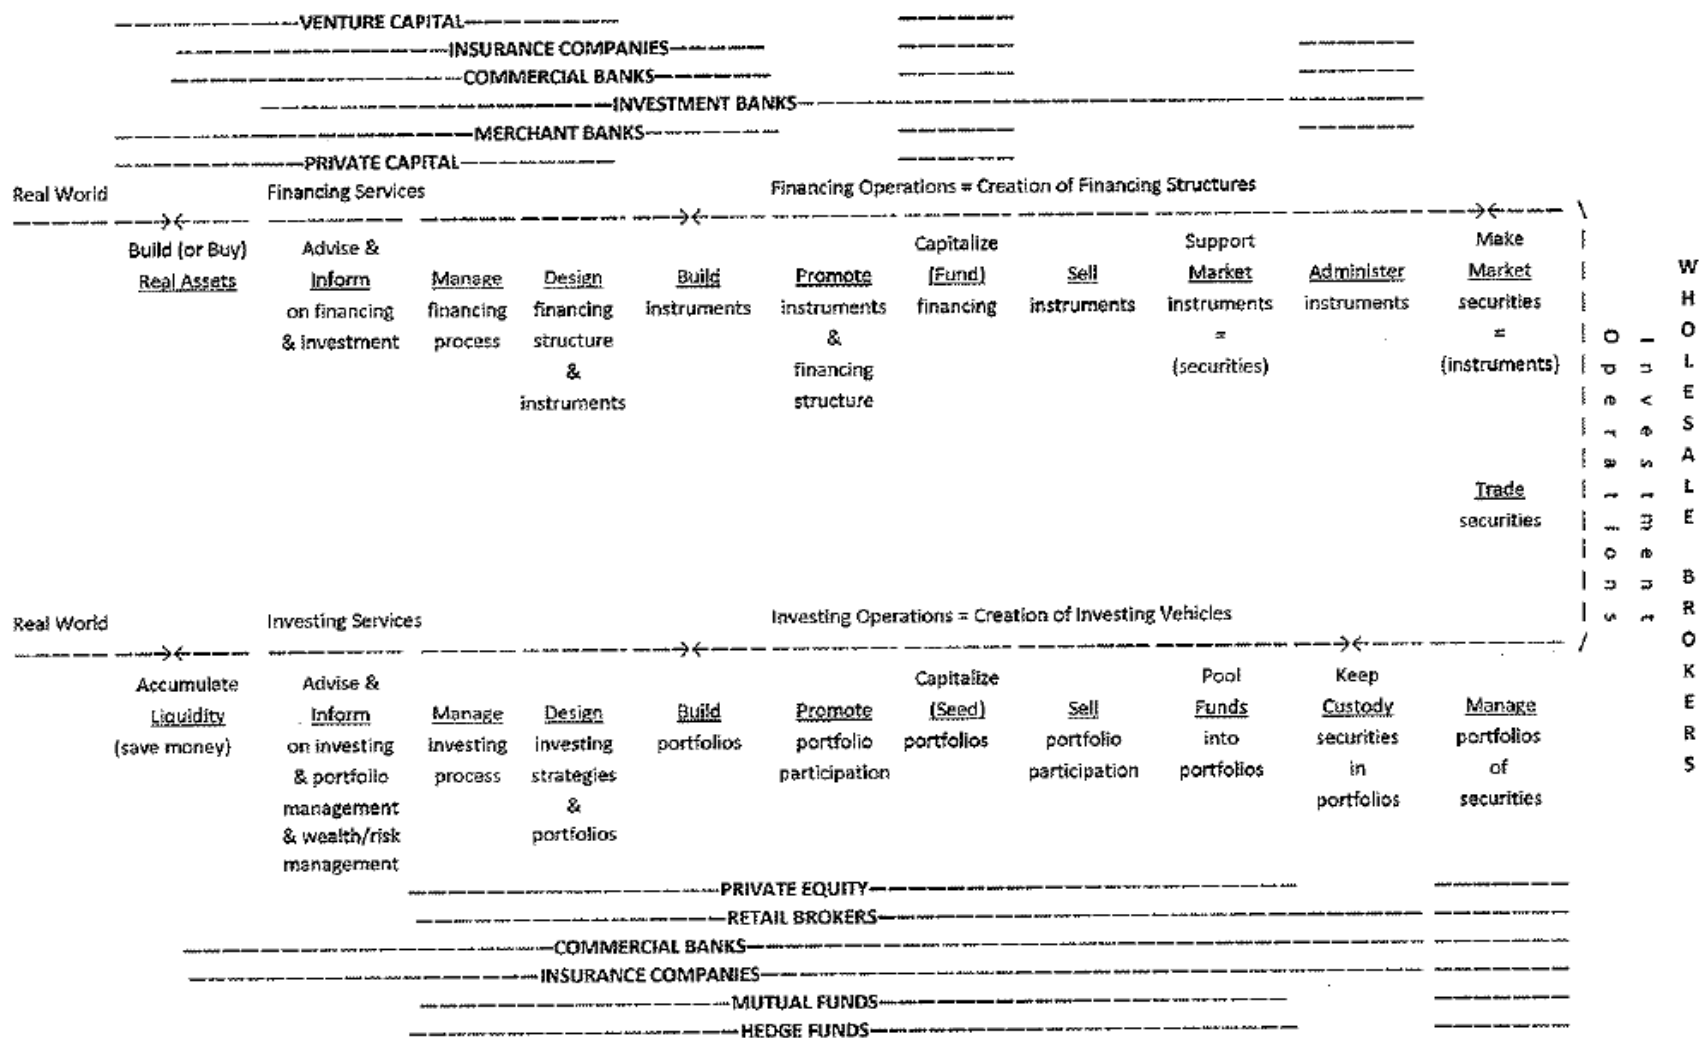 VENTURE CAPITAL
INSURANCE COMPANIES
COMMERCIAL BANKS
INVESTMENT BANKS
MERCHANT BANKS
PRIVATE CAPITAL
Real World Financing Services Financing Operations = Creation of Financing Structures
Build (or Buy)
Real Assets
Advise &
Inform
on financing
& investment
Manage
financing
process
Design
financing
structure
&
instruments
Build
instruments
Promote
instruments
&
financing
structure
Capitalize
(Fund)
financing
Sell
instruments
Support
Market
instruments
=
(securities)
Administer
instruments
Make
Market
securities
=
(instruments)
Trade
securities
Investment
Operations
WHOLESALE BROKERS
Real World Investing Services Investing Operations = Creation of Investing Vehicles
Accumulate
Liquidity
(save money)
Advise &
Inform
on investing
& portfolio
management
& wealth/risk
management
Manage
investing
process
Design
investing
strategies
&
portfolios
Build
portfolios
Promote
portfolio
participation
Capitalize
(Seed)
portfolios
Sell
portfolio
participation
Pool
Funds
into
portfolios
Keep
Custody
securities
in
portfolios
Manage
portfolios
of
securities
PRIVATE EQUITY
RETAIL BROKERS
COMMERCIAL BANKS
INSURANCE COMPANIES
MUTUAL FUNDS
HEDGE FUNDS